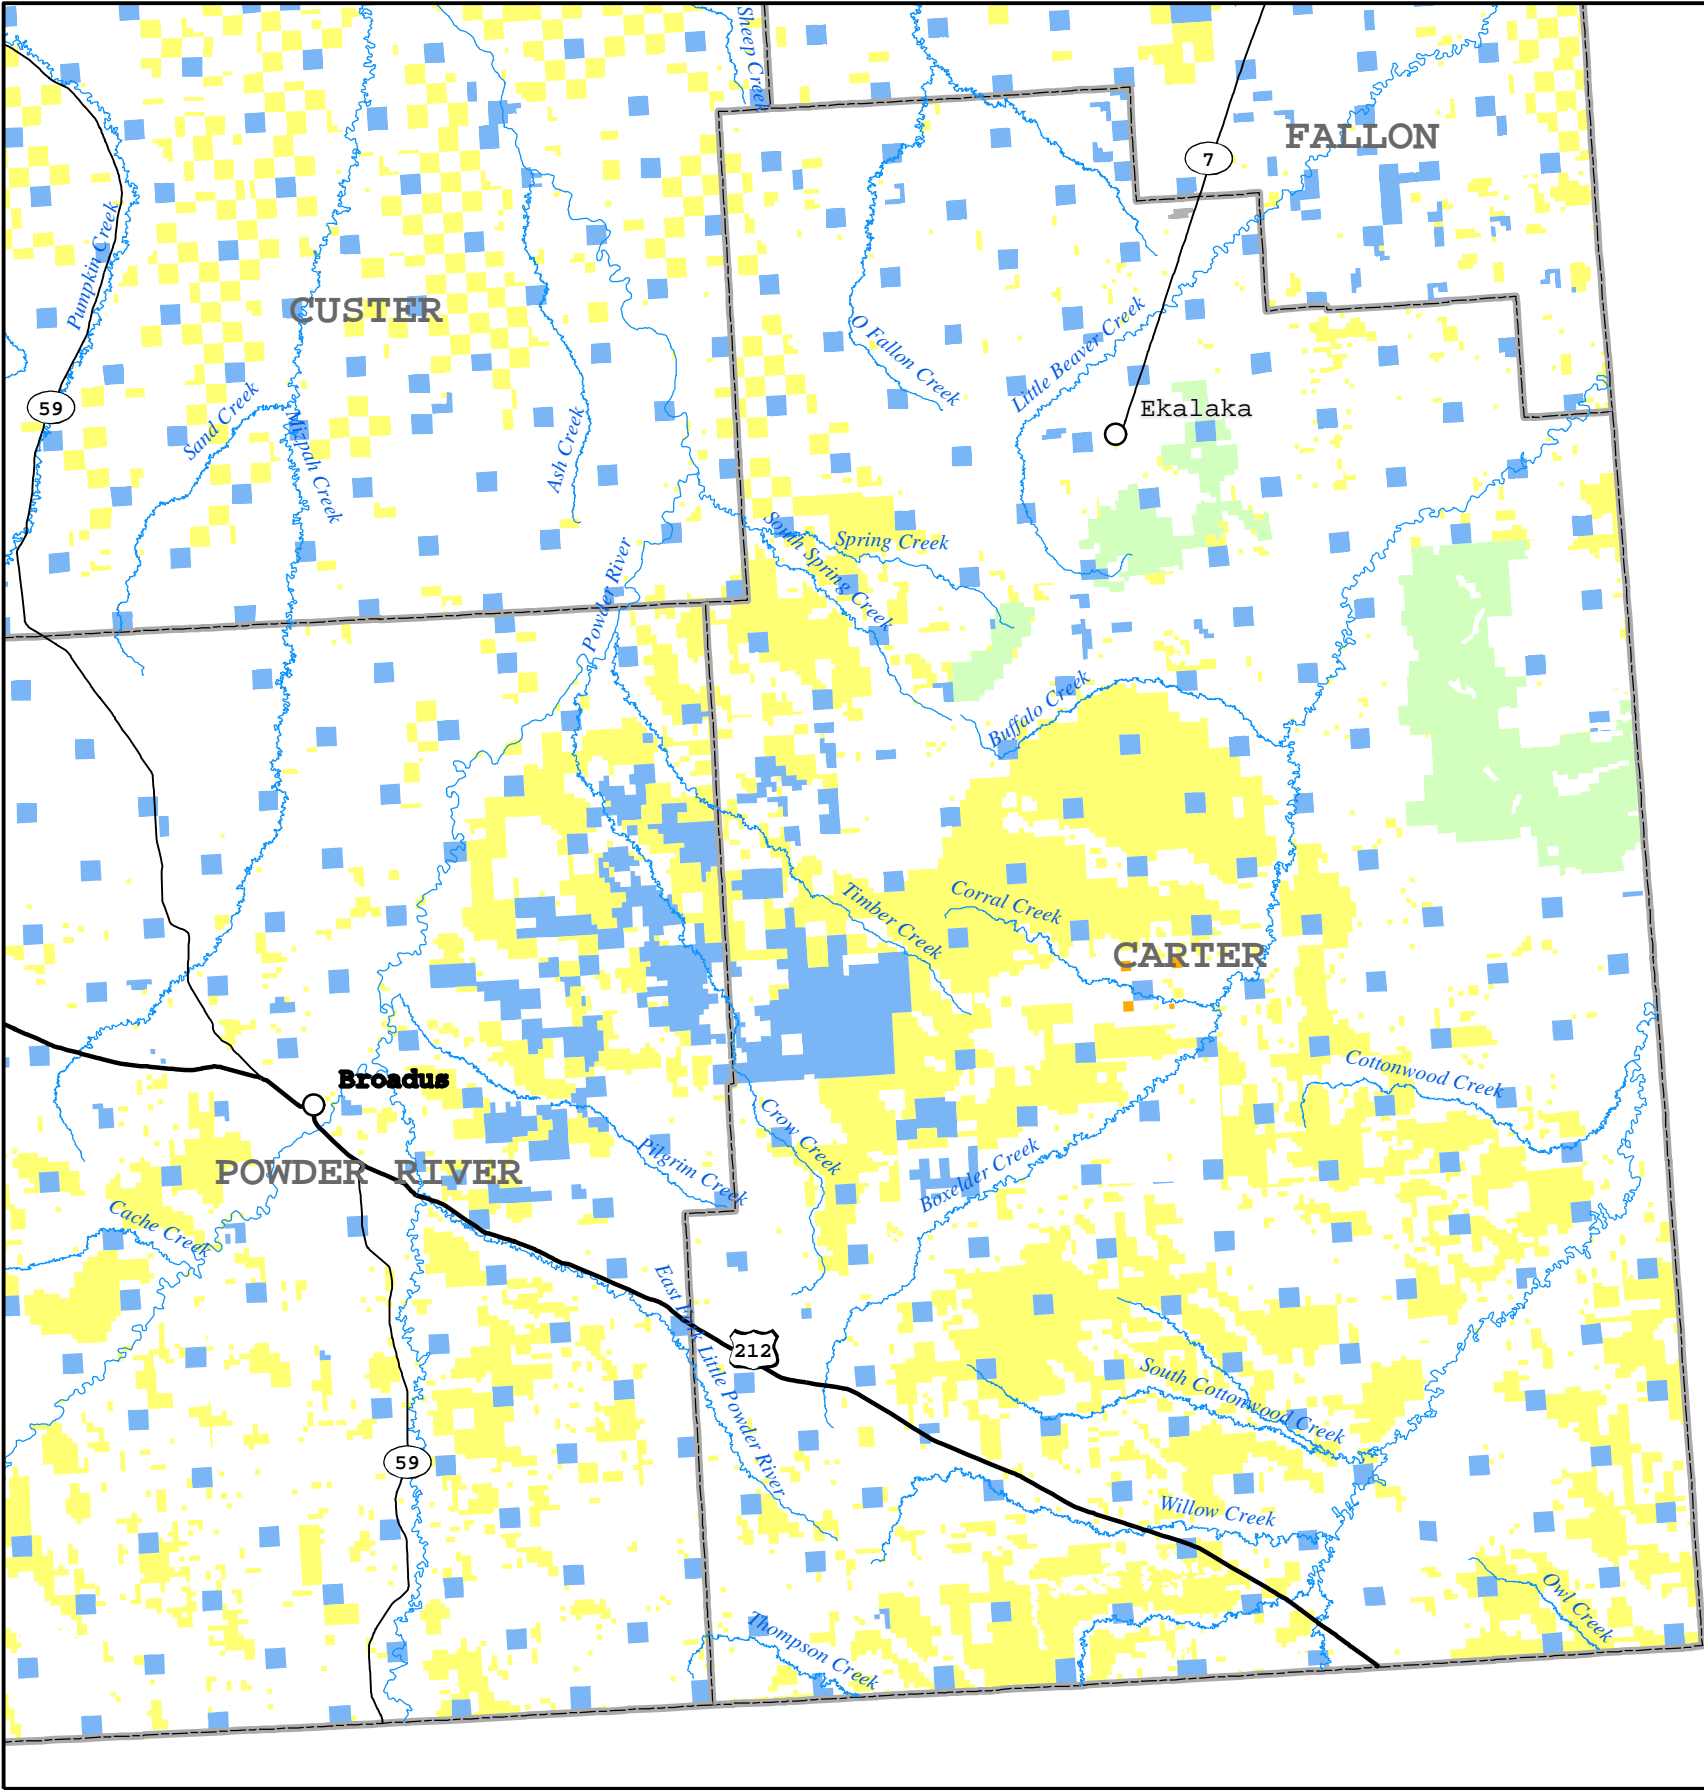 Sheep Creek
FALLON
7
Pumpkin Creek
CUSTER
O Fallon Creek
Little Beaver Creek
59
Sand Creek
Mizpah Creek
Ash Creek
Ekalaka
South Spring Creek
Spring Creek
Powder River
Buffalo Creek
Timber Creek
Corral Creek
CARTER
Cottonwood Creek
Broadus
Crow Creek
Pilgrim Creek
Boxelder Creek
POWDER RIVER
Cache Creek
East Fork Little Powder River
212
South Cottonwood Creek
59
Willow Creek
Owl Creek
Thompson Creek